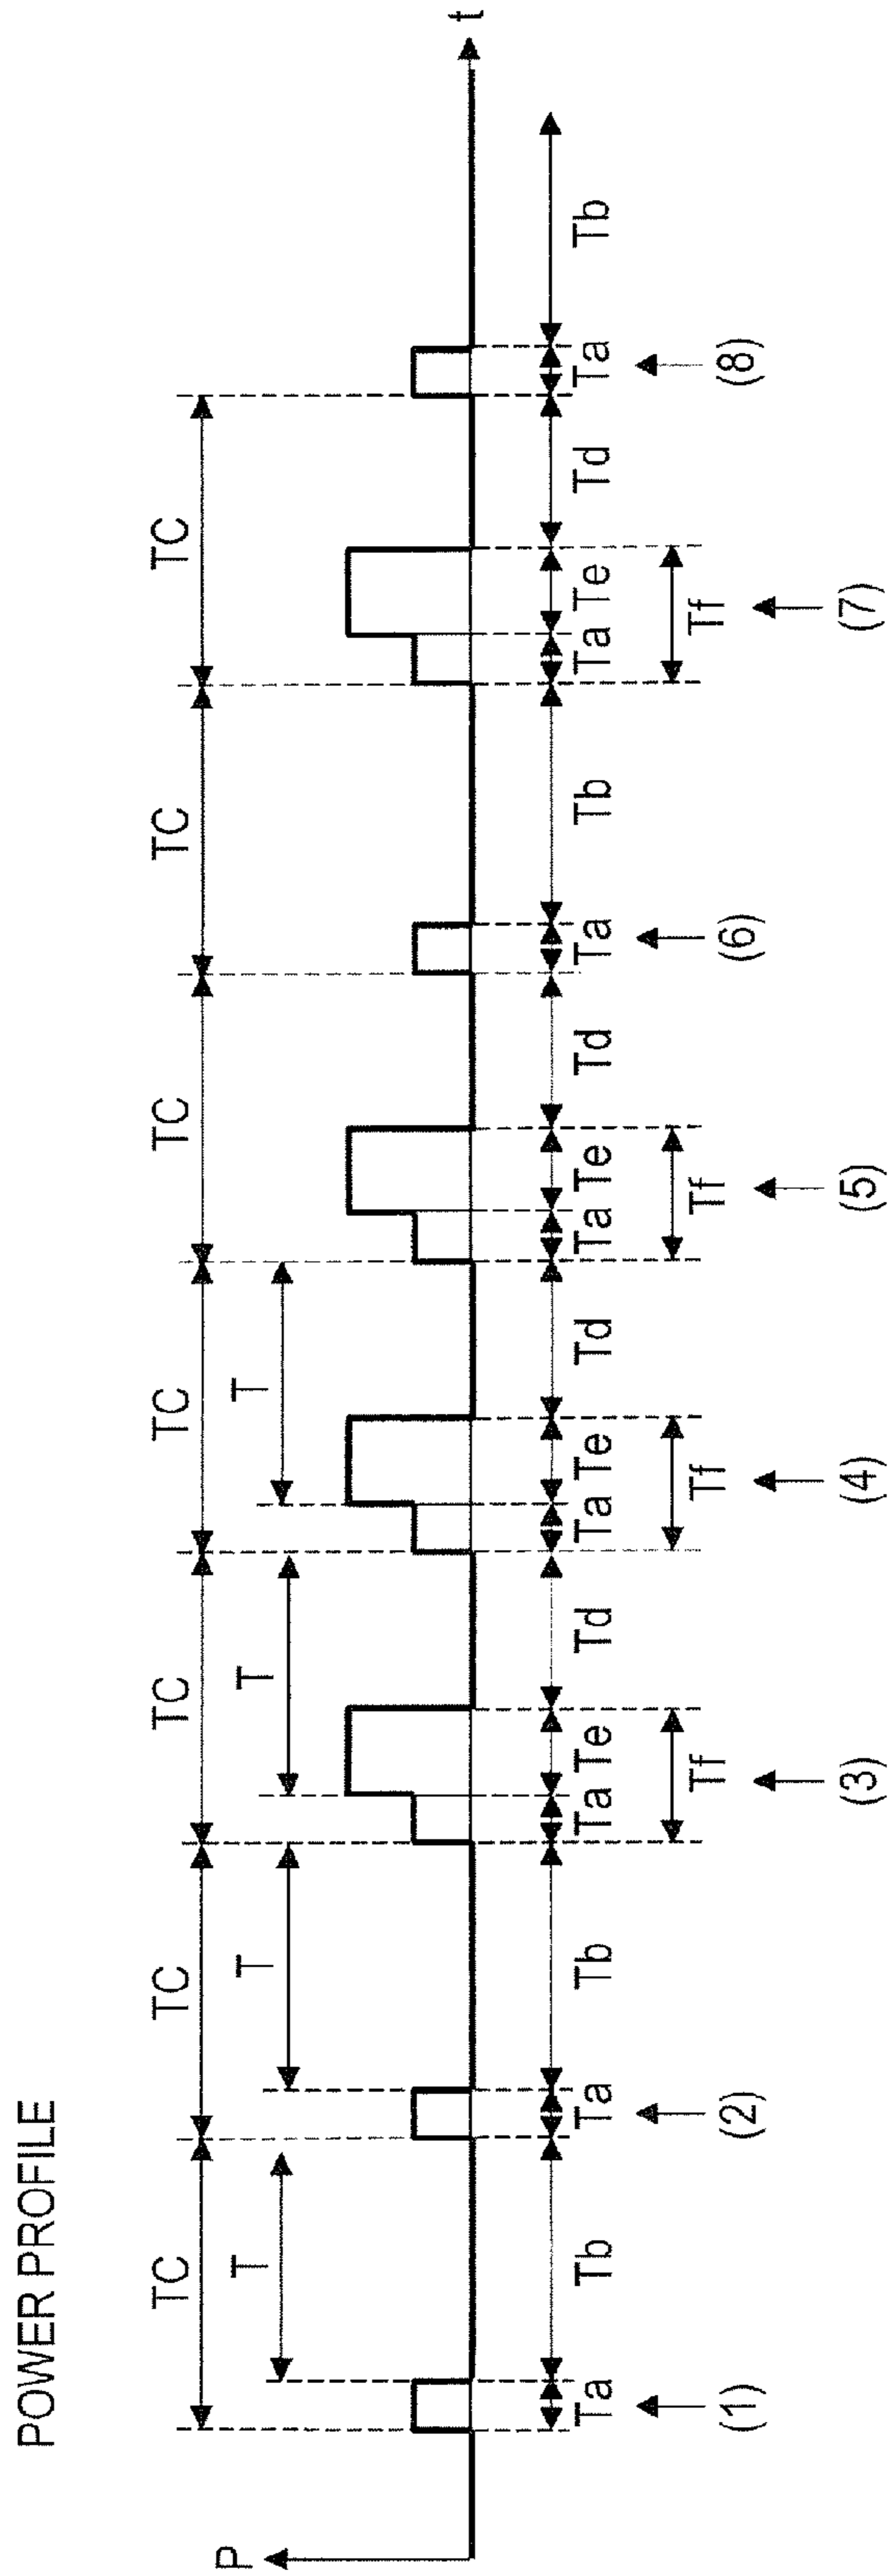 POWER PROFILE
TC TC TC TC TC TC TC
T T T T
P
t
Ta Tb Ta Tb Ta Te Td Ta Te Td Ta Te Td Ta Tb Ta Te Td Ta Tb
Tf Tf Tf Tf
(1) (2) (3) (4) (5) (6) (7) (8)